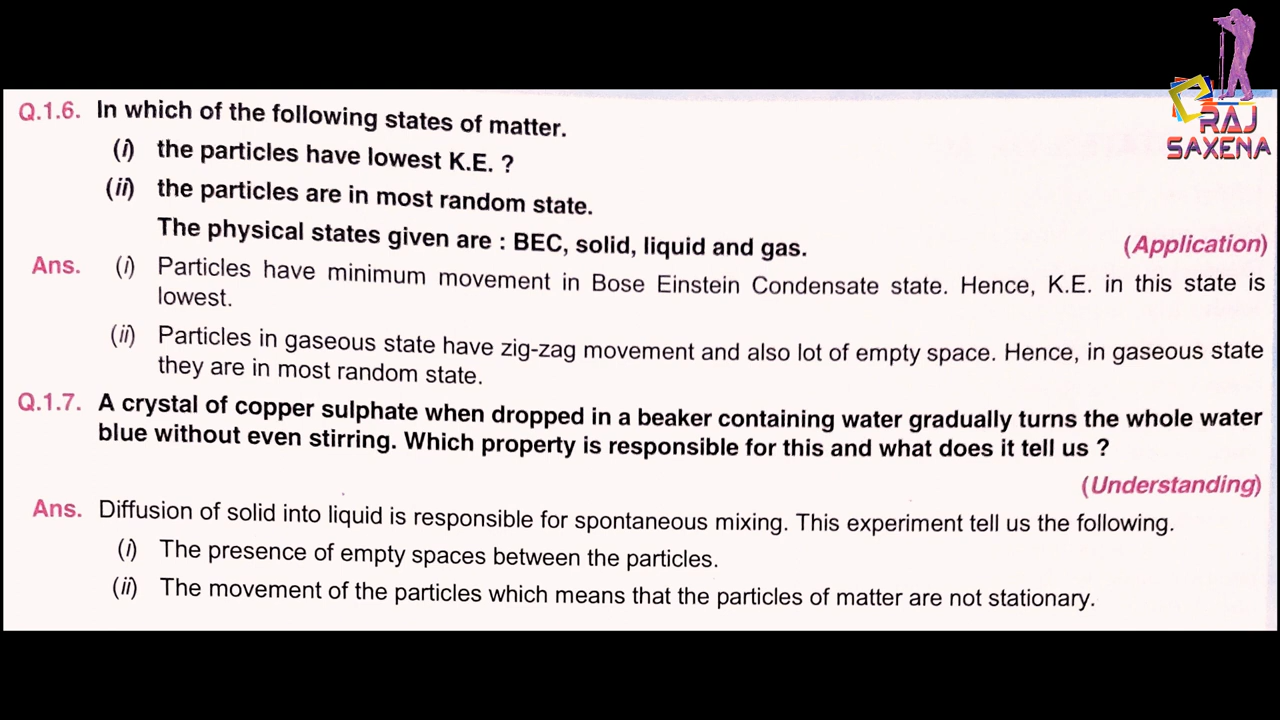 RAJ
SAXENA
Q.1.6. In which of the following states of matter.
(i) the particles have lowest K.E. ?
(ii) the particles are in most random state.
The physical states given are : BEC, solid, liquid and gas. (Application)
Ans. (i) Particles have minimum movement in Bose Einstein Condensate state. Hence, K.E. in this state is
lowest.
(ii) Particles in gaseous state have zig-zag movement and also lot of empty space. Hence, in gaseous state
they are in most random state.
Q.1.7. A crystal of copper sulphate when dropped in a beaker containing water gradually turns the whole water
blue without even stirring. Which property is responsible for this and what does it tell us ?
(Understanding)
Ans. Diffusion of solid into liquid is responsible for spontaneous mixing. This experiment tell us the following.
(i) The presence of empty spaces between the particles.
(ii) The movement of the particles which means that the particles of matter are not stationary.